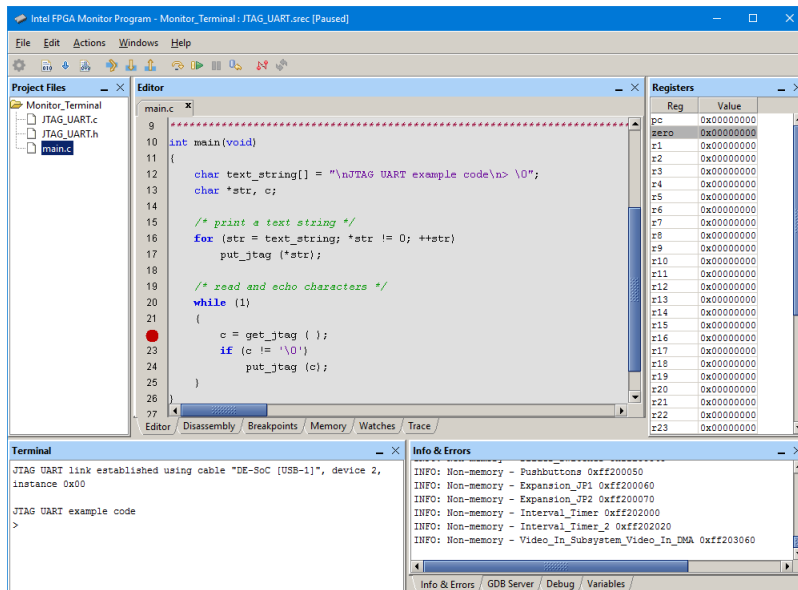 Intel FPGA Monitor Program - Monitor_Terminal : JTAG_UART.srec [Paused]
File Edit Actions Windows Help
Project Files
Monitor_Terminal
JTAG_UART.c
JTAG_UART.h
main.c
Editor
main.c
9 ******************************************************************************
10 int main(void)
11 {
12 char text_string[] = "\nJTAG UART example code\n> \0";
13 char *str, c;
14
15 /* print a text string */
16 for (str = text_string; *str != 0; ++str)
17 put_jtag (*str);
18
19 /* read and echo characters */
20 while (1)
21 {
c = get_jtag ( );
23 if (c != '\0')
24 put_jtag (c);
25 }
26 }
27
Editor Disassembly Breakpoints Memory Watches Trace
Registers
Reg Value
pc 0x00000000
zero 0x00000000
r1 0x00000000
r2 0x00000000
r3 0x00000000
r4 0x00000000
r5 0x00000000
r6 0x00000000
r7 0x00000000
r8 0x00000000
r9 0x00000000
r10 0x00000000
r11 0x00000000
r12 0x00000000
r13 0x00000000
r14 0x00000000
r15 0x00000000
r16 0x00000000
r17 0x00000000
r18 0x00000000
r19 0x00000000
r20 0x00000000
r21 0x00000000
r22 0x00000000
r23 0x00000000
Terminal
JTAG UART link established using cable "DE-SoC [USB-1]", device 2,
instance 0x00
JTAG UART example code
>
Info & Errors
INFO: Non-memory - Pushbuttons 0xff200050
INFO: Non-memory - Expansion_JP1 0xff200060
INFO: Non-memory - Expansion_JP2 0xff200070
INFO: Non-memory - Interval_Timer 0xff202000
INFO: Non-memory - Interval_Timer_2 0xff202020
INFO: Non-memory - Video_In_Subsystem_Video_In_DMA 0xff203060
Info & Errors GDB Server Debug Variables